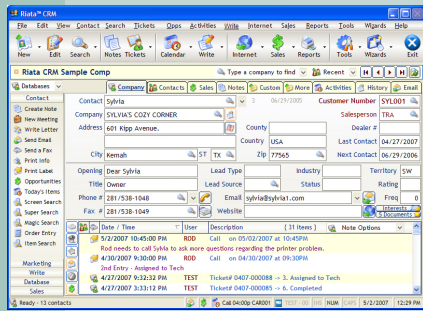 Riata™ CRM
File Edit View Contact Search Tickets Opps Activities Write Internet Sales Reports Tools Wizards Help
New Edit Search Notes Tickets Calendar Write Internet Sales Reports Tools Wizards Exit
Riata CRM Sample Comp Type a company to find Recent
Databases Company Contacts Sales Notes Custom More Activities History Email
Contact
Create Note
New Meeting
Write Letter
Send Email
Send a Fax
Print Info
Print Label
Opportunities
Today's Items
Screen Search
Super Search
Magic Search
Order Entry
Item Search
Marketing
Write
Database
Sales
Contact Sylvia 3 06/29/2005 Customer Number SYL001
Company SYLVIA'S COZY CORNER Salesperson TRA
Address 601 Kipp Avenue. County Dealer #
Country USA Last Contact 04/27/2007
City Kemah ST TX Zip 77565 Next Contact 06/29/2006
Opening Dear Sylvia Lead Type Industry Territory SW
Title Owner Lead Source Status Rating
Phone # 281/538-1048 Email sylvia@sylvia1.com Freq 0
Fax # 281/538-1049 Website Interests
5 Documents
Date / Time User Description [ 31 Items ] Note Options
5/2/2007 10:45:00 PM ROD Call on 05/02/2007 at 10:45PM
Rod needs to call Sylvia to ask more questions regarding the printer problem.
4/30/2007 9:30:00 PM ROD Call on 04/30/2007 at 09:30PM
2nd Entry - Assigned to Tech
4/27/2007 9:32:32 PM TEST Ticket# 0407-000088 -> 3. Assigned to Tech
4/27/2007 3:33:12 PM TEST Ticket# 0407-000085 -> 6. Completed
Ready - 13 contacts Call 04:00p CAR001 TEST - 00 INS NUM CAPS 5/2/2007 12:29 PM